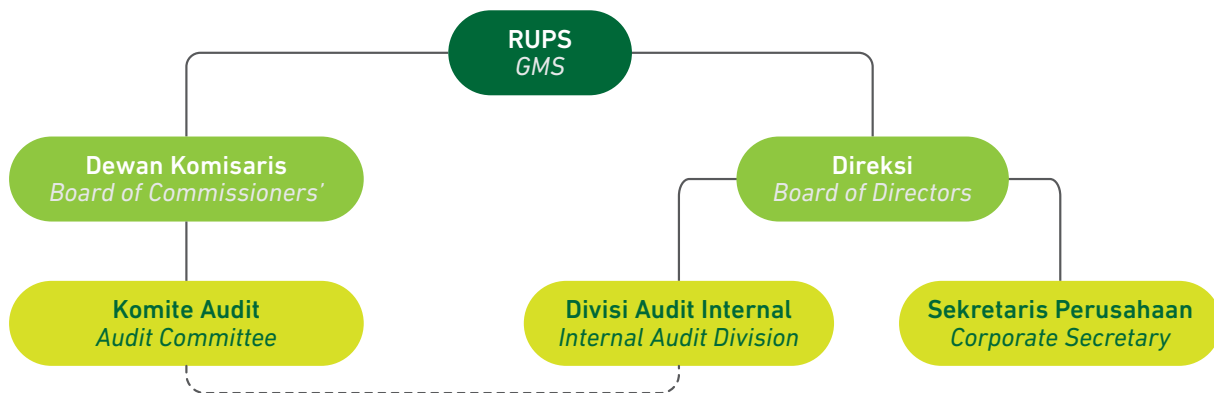 RUPS
GMS
Dewan Komisaris
Board of Commissioners'
Direksi
Board of Directors
Komite Audit
Audit Committee
Divisi Audit Internal
Internal Audit Division
Sekretaris Perusahaan
Corporate Secretary